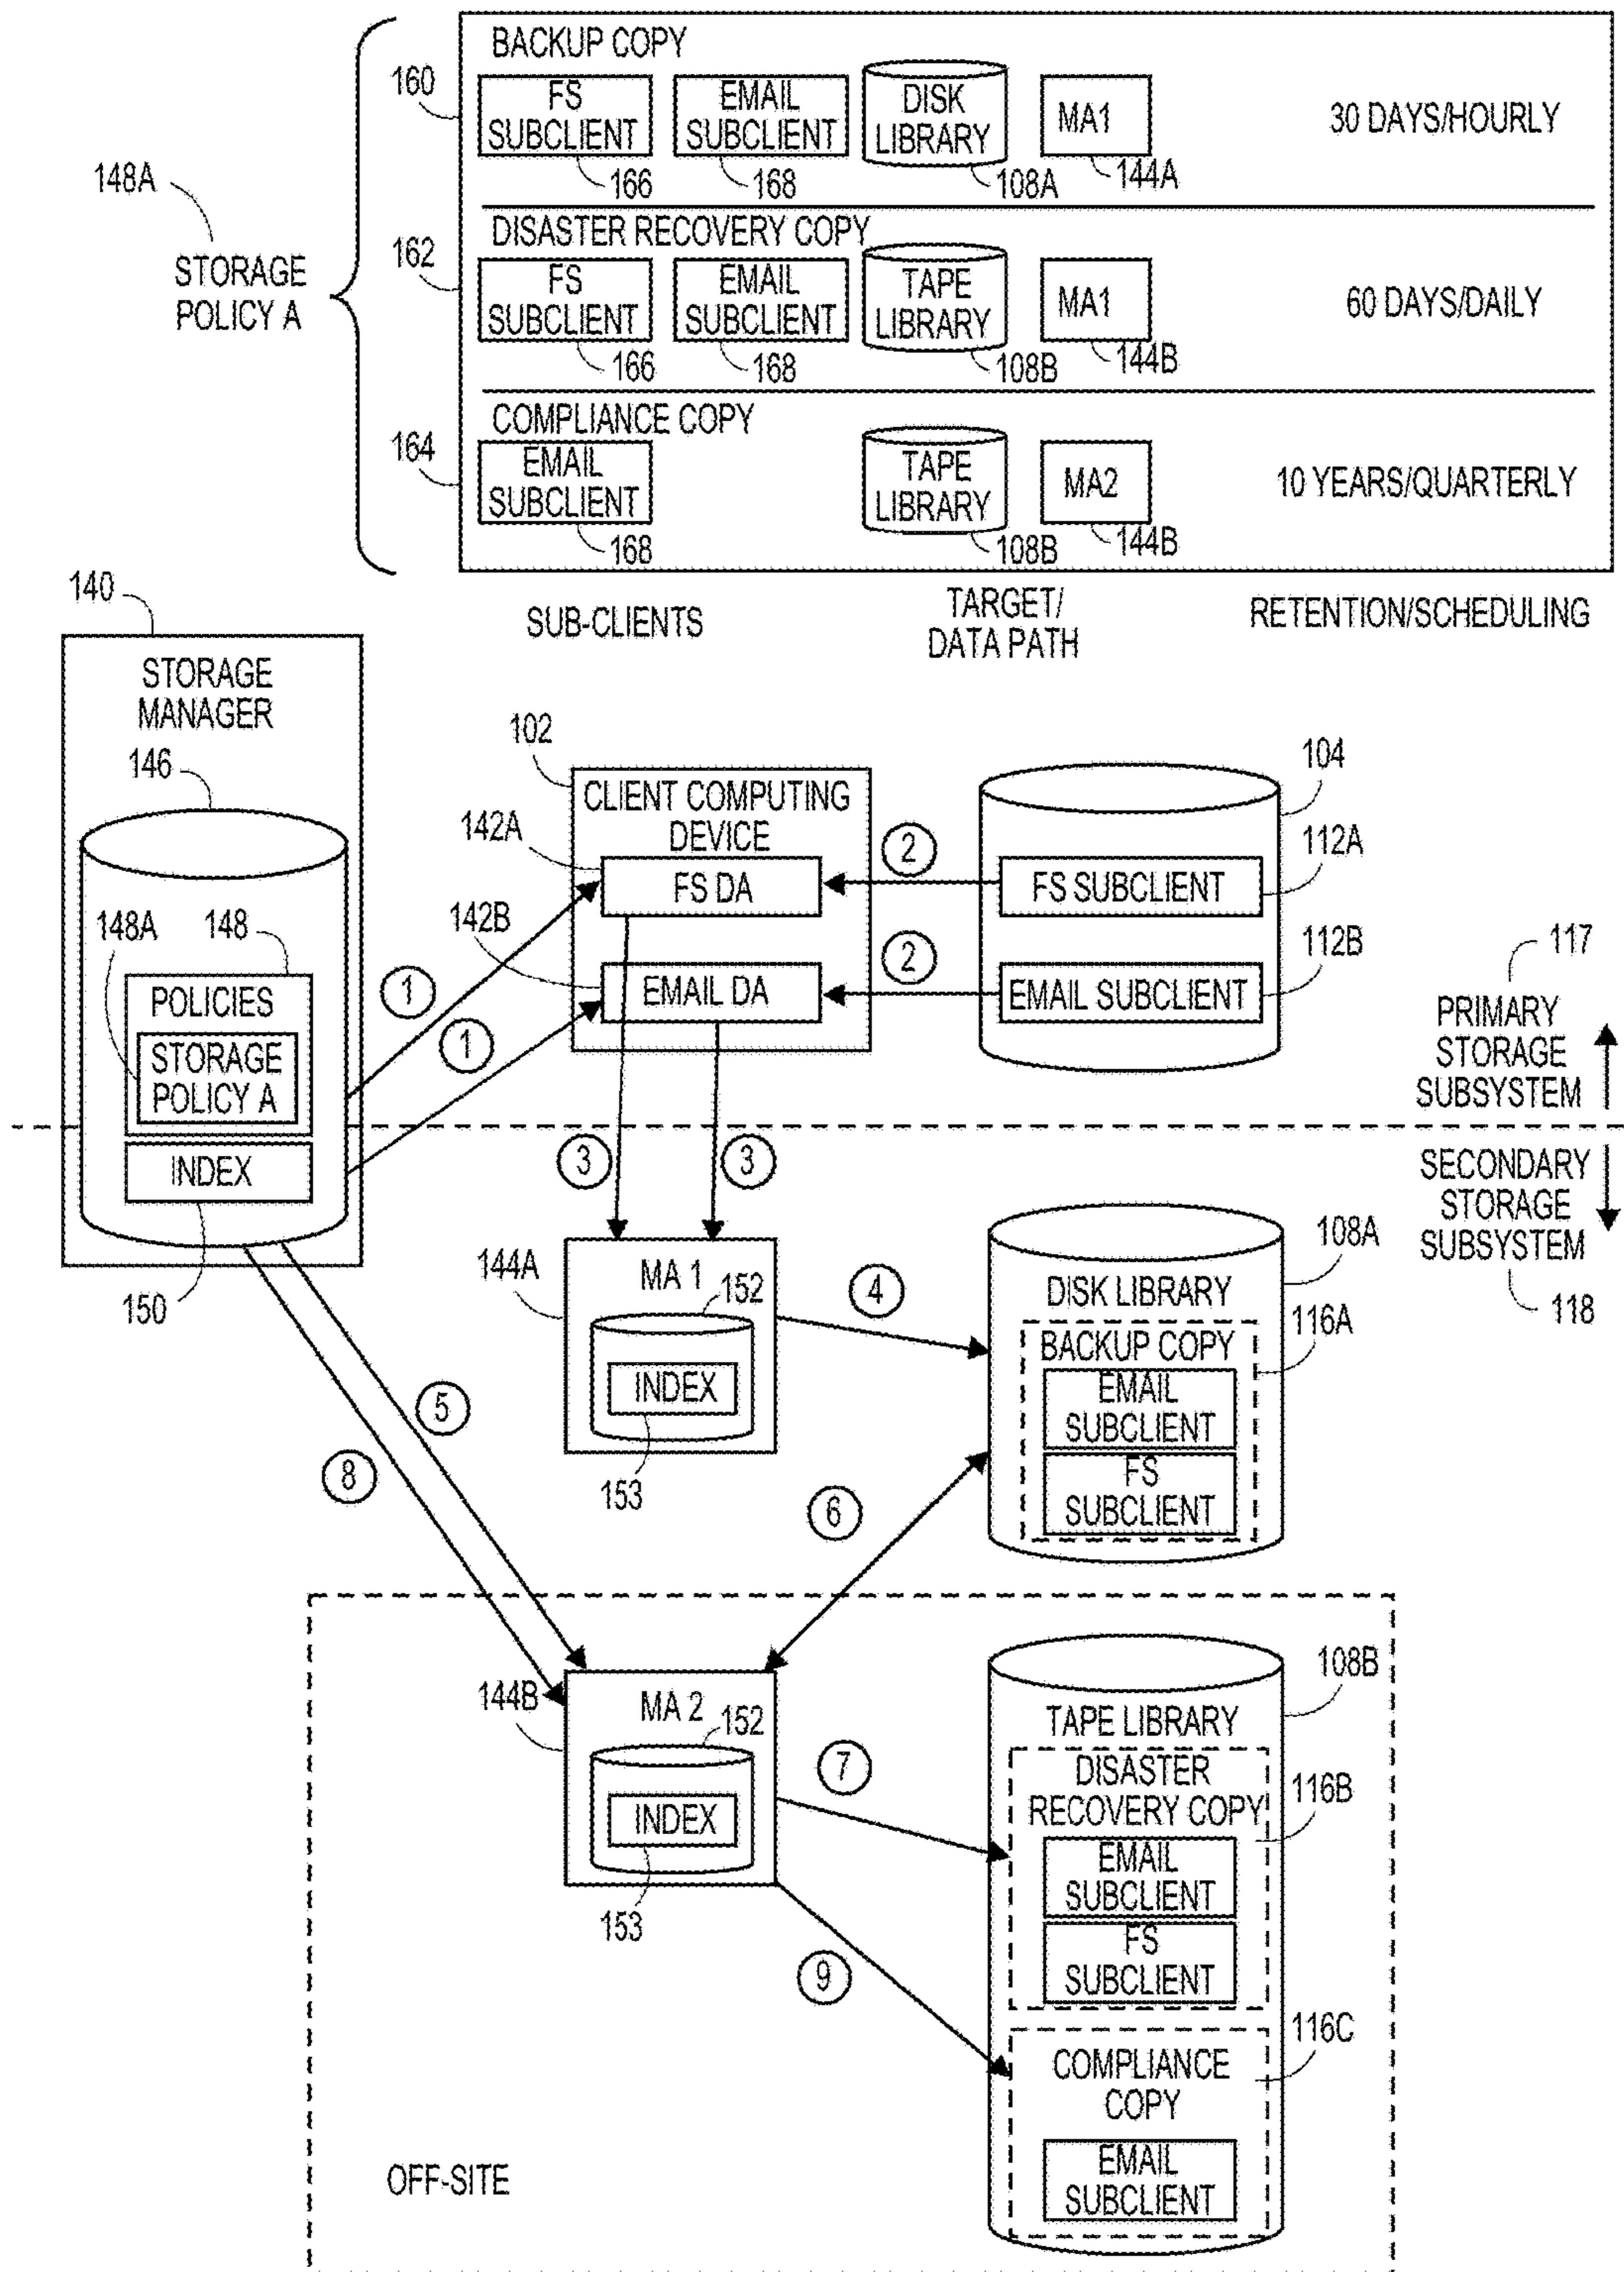 BACKUP COPY
160
FS
SUBCLIENT
166
EMAIL
SUBCLIENT
168
DISK
LIBRARY
108A
MA1
144A
30 DAYS/HOURLY
148A
STORAGE
POLICY A
DISASTER RECOVERY COPY
162
FS
SUBCLIENT
166
EMAIL
SUBCLIENT
168
TAPE
LIBRARY
108B
MA1
144B
60 DAYS/DAILY
COMPLIANCE COPY
164
EMAIL
SUBCLIENT
168
TAPE
LIBRARY
108B
MA2
144B
10 YEARS/QUARTERLY
SUB-CLIENTS
TARGET/
DATA PATH
RETENTION/SCHEDULING
140
STORAGE
MANAGER
146
148A
148
POLICIES
STORAGE
POLICY A
INDEX
150
102
CLIENT COMPUTING
DEVICE
142A
FS DA
142B
EMAIL DA
1
1
2
2
104
112A
FS SUBCLIENT
112B
EMAIL SUBCLIENT
117
PRIMARY
STORAGE
SUBSYSTEM
SECONDARY
STORAGE
SUBSYSTEM
118
3
3
144A
MA 1
152
INDEX
153
4
108A
DISK LIBRARY
116A
BACKUP COPY
EMAIL
SUBCLIENT
FS
SUBCLIENT
5
8
6
144B
MA 2
152
INDEX
153
7
9
108B
TAPE LIBRARY
DISASTER
RECOVERY COPY
116B
EMAIL
SUBCLIENT
FS
SUBCLIENT
116C
COMPLIANCE
COPY
EMAIL
SUBCLIENT
OFF-SITE